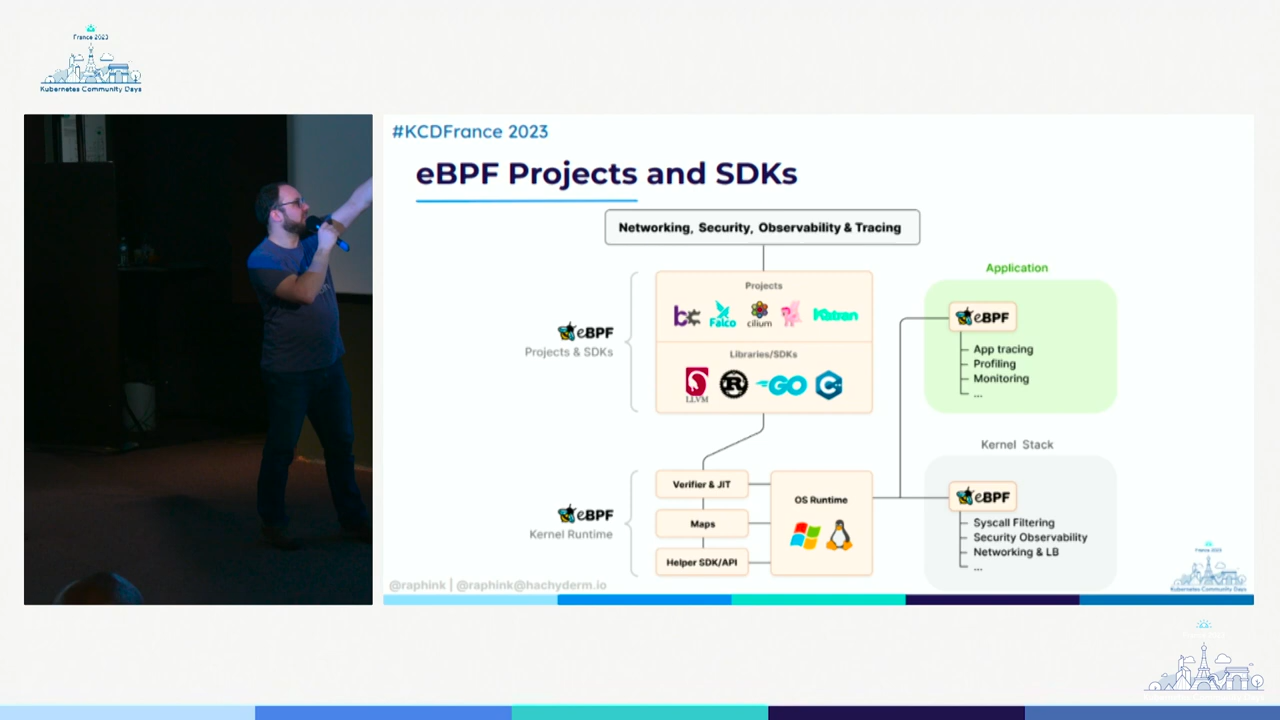 France 2023
Kubernetes Community Days
#KCDFrance 2023
eBPF Projects and SDKs
Networking, Security, Observability & Tracing
Projects
bcc
Falco
cilium
Katran
eBPF
Projects & SDKs
Libraries/SDKs
LLVM
R
GO
C++
Application
eBPF
App tracing
Profiling
Monitoring
...
eBPF
Kernel Runtime
Verifier & JIT
Maps
Helper SDK/API
OS Runtime
Kernel Stack
eBPF
Syscall Filtering
Security Observability
Networking & LB
...
@raphink | @raphink@hachyderm.io
France 2023
Kubernetes Community Days